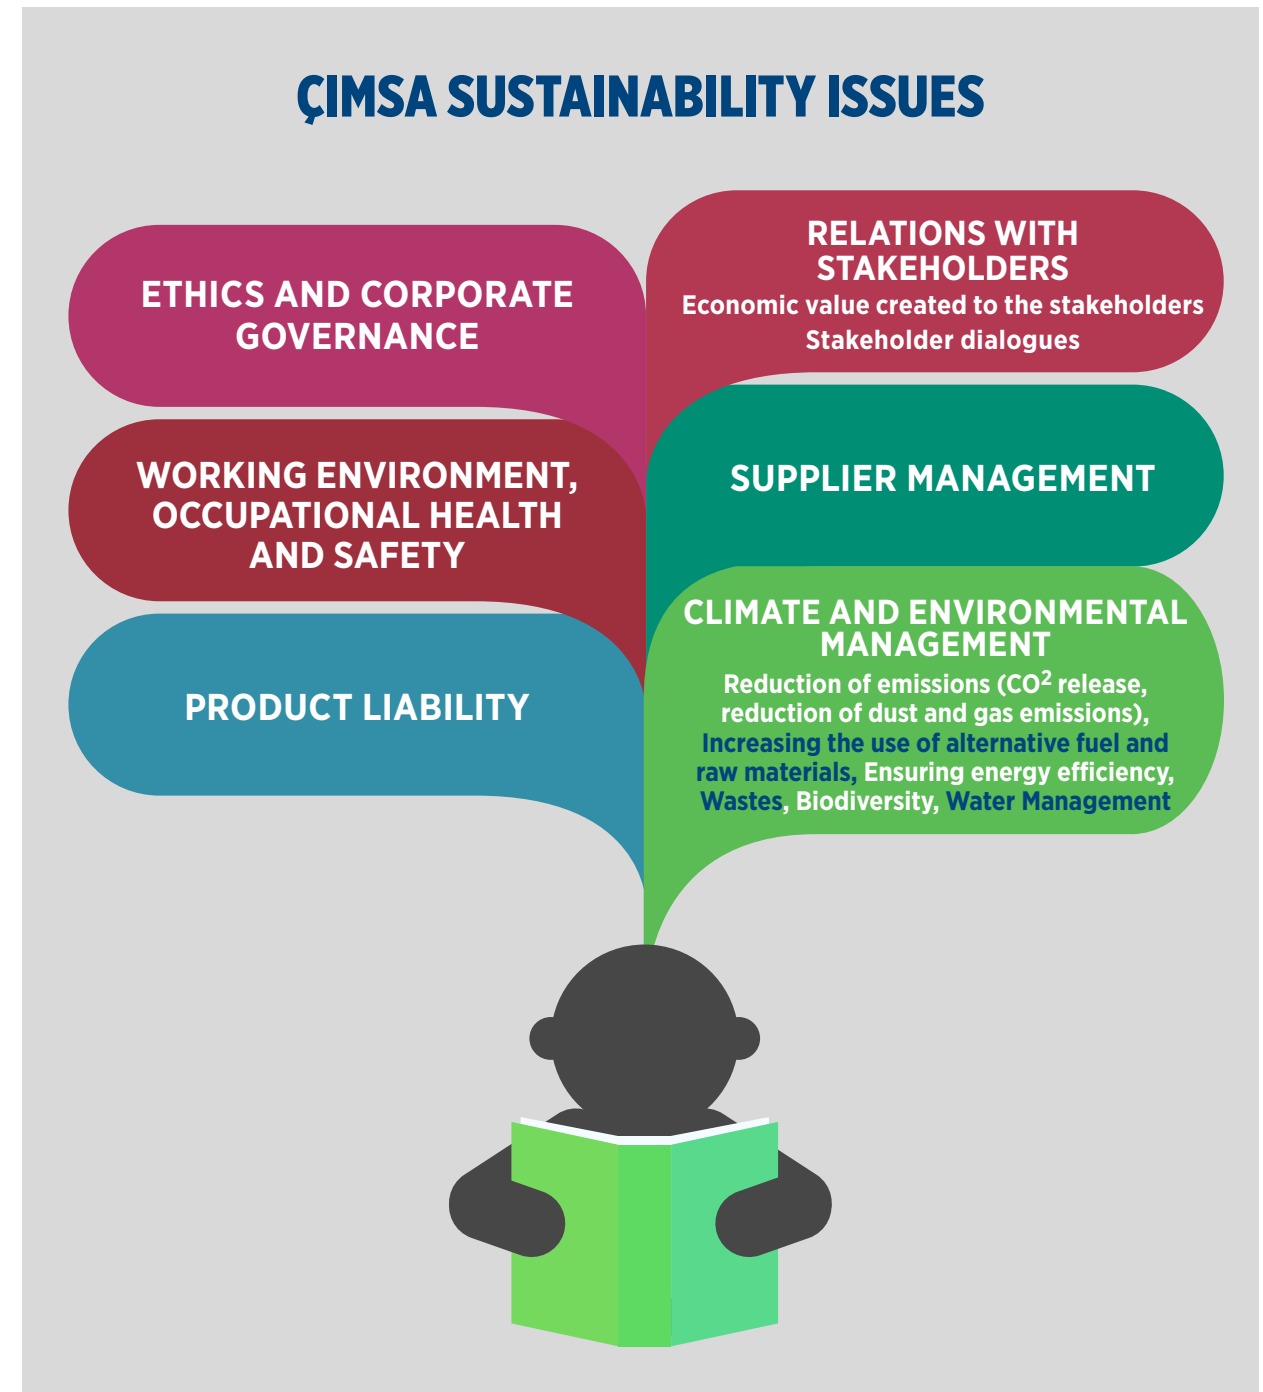 ÇIMSA SUSTAINABILITY ISSUES
ETHICS AND CORPORATE
GOVERNANCE
RELATIONS WITH
STAKEHOLDERS
Economic value created to the stakeholders
Stakeholder dialogues
WORKING ENVIRONMENT,
OCCUPATIONAL HEALTH
AND SAFETY
SUPPLIER MANAGEMENT
PRODUCT LIABILITY
CLIMATE AND ENVIRONMENTAL
MANAGEMENT
Reduction of emissions (CO² release,
reduction of dust and gas emissions),
Increasing the use of alternative fuel and
raw materials, Ensuring energy efficiency,
Wastes, Biodiversity, Water Management